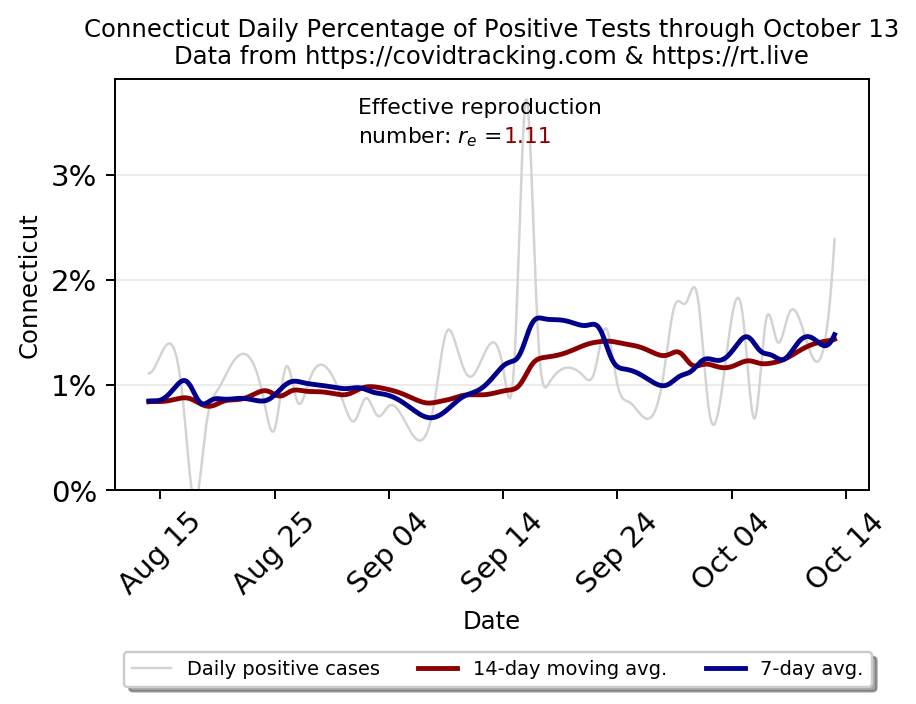 Connecticut Daily Percentage of Positive Tests through October 13
Data from https://covidtracking.com & https://rt.live
Effective reproduction
number: rₑ =1.11
3%
2%
1%
0%
Connecticut
Aug 15
Aug 25
Sep 04
Sep 14
Sep 24
Oct 04
Oct 14
Date
Daily positive cases
14-day moving avg.
7-day avg.